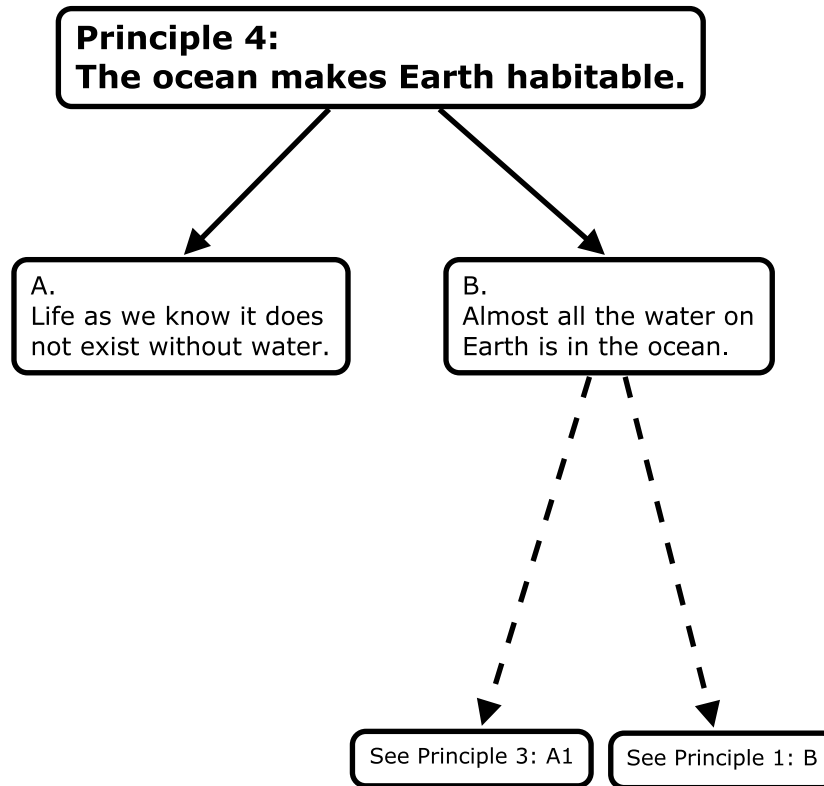 Principle 4:
The ocean makes Earth habitable.
A.
Life as we know it does
not exist without water.
B.
Almost all the water on
Earth is in the ocean.
See Principle 3: A1
See Principle 1: B